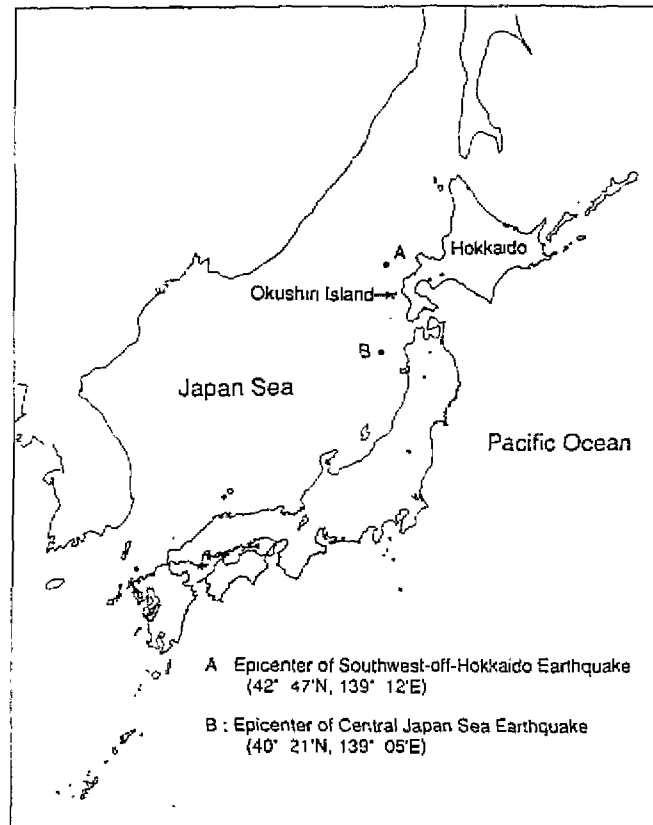 A
Hokkaido
Okushiri Island
B
Japan Sea
Pacific Ocean
A Epicenter of Southwest-off-Hokkaido Earthquake
(42° 47'N, 139° 12'E)
B : Epicenter of Central Japan Sea Earthquake
(40° 21'N, 139° 05'E)